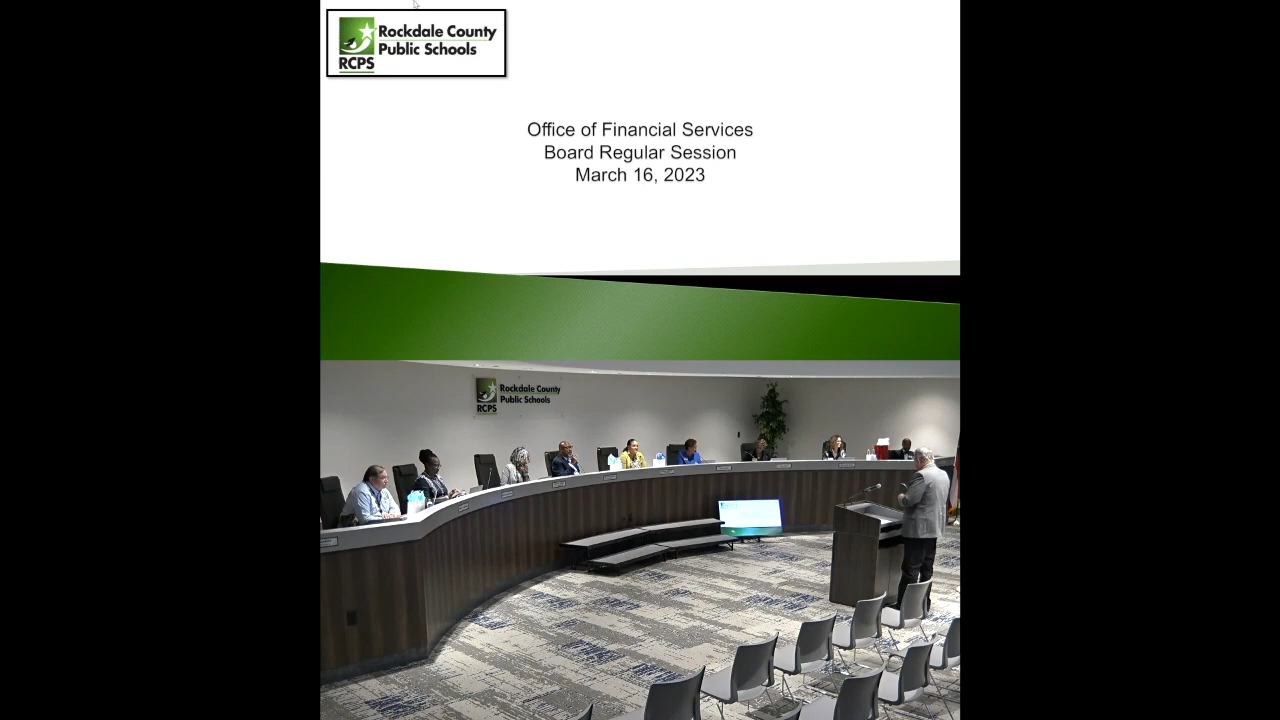 Rockdale County
Public Schools
RCPS
Office of Financial Services
Board Regular Session
March 16, 2023
Rockdale County
Public Schools
RCPS